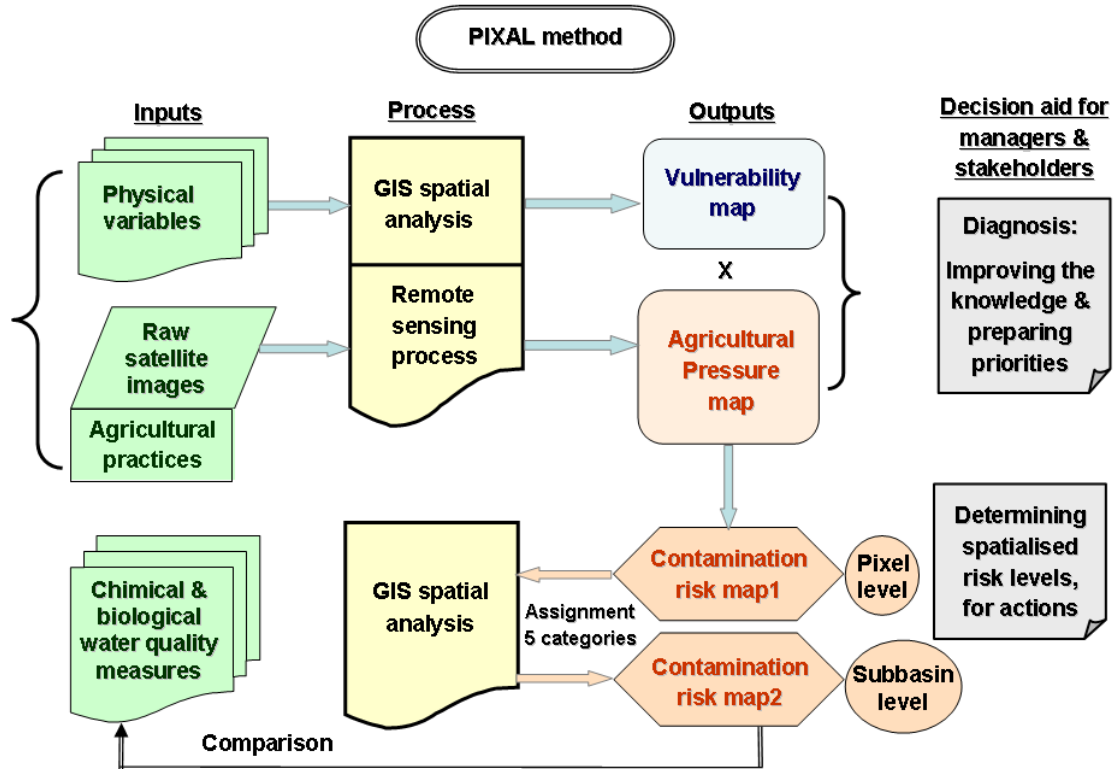 PIXAL method
Inputs
Process
Outputs
Decision aid for
managers &
stakeholders
Physical
variables
GIS spatial
analysis
Vulnerability
map
X
Diagnosis:
Improving the
knowledge &
preparing
priorities
Raw
satellite
images
Agricultural
practices
Remote
sensing
process
Agricultural
Pressure
map
Chimical &
biological
water quality
measures
GIS spatial
analysis
Assignment
5 categories
Contamination
risk map1
Pixel
level
Contamination
risk map2
Subbasin
level
Determining
spatialised
risk levels,
for actions
Comparison